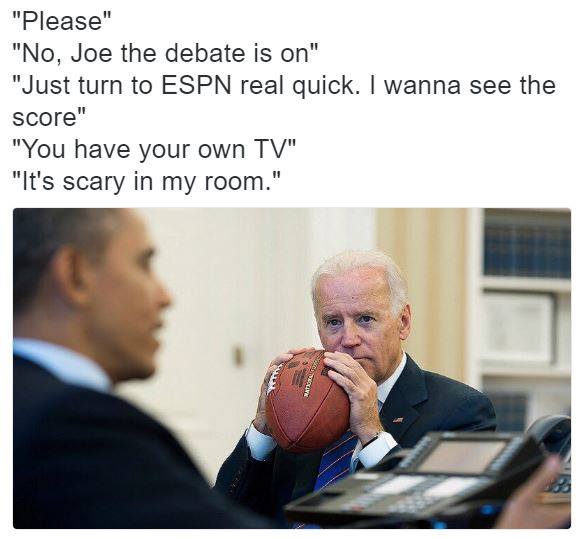 "Please"
"No, Joe the debate is on"
"Just turn to ESPN real quick. I wanna see the
score"
"You have your own TV"
"It's scary in my room."